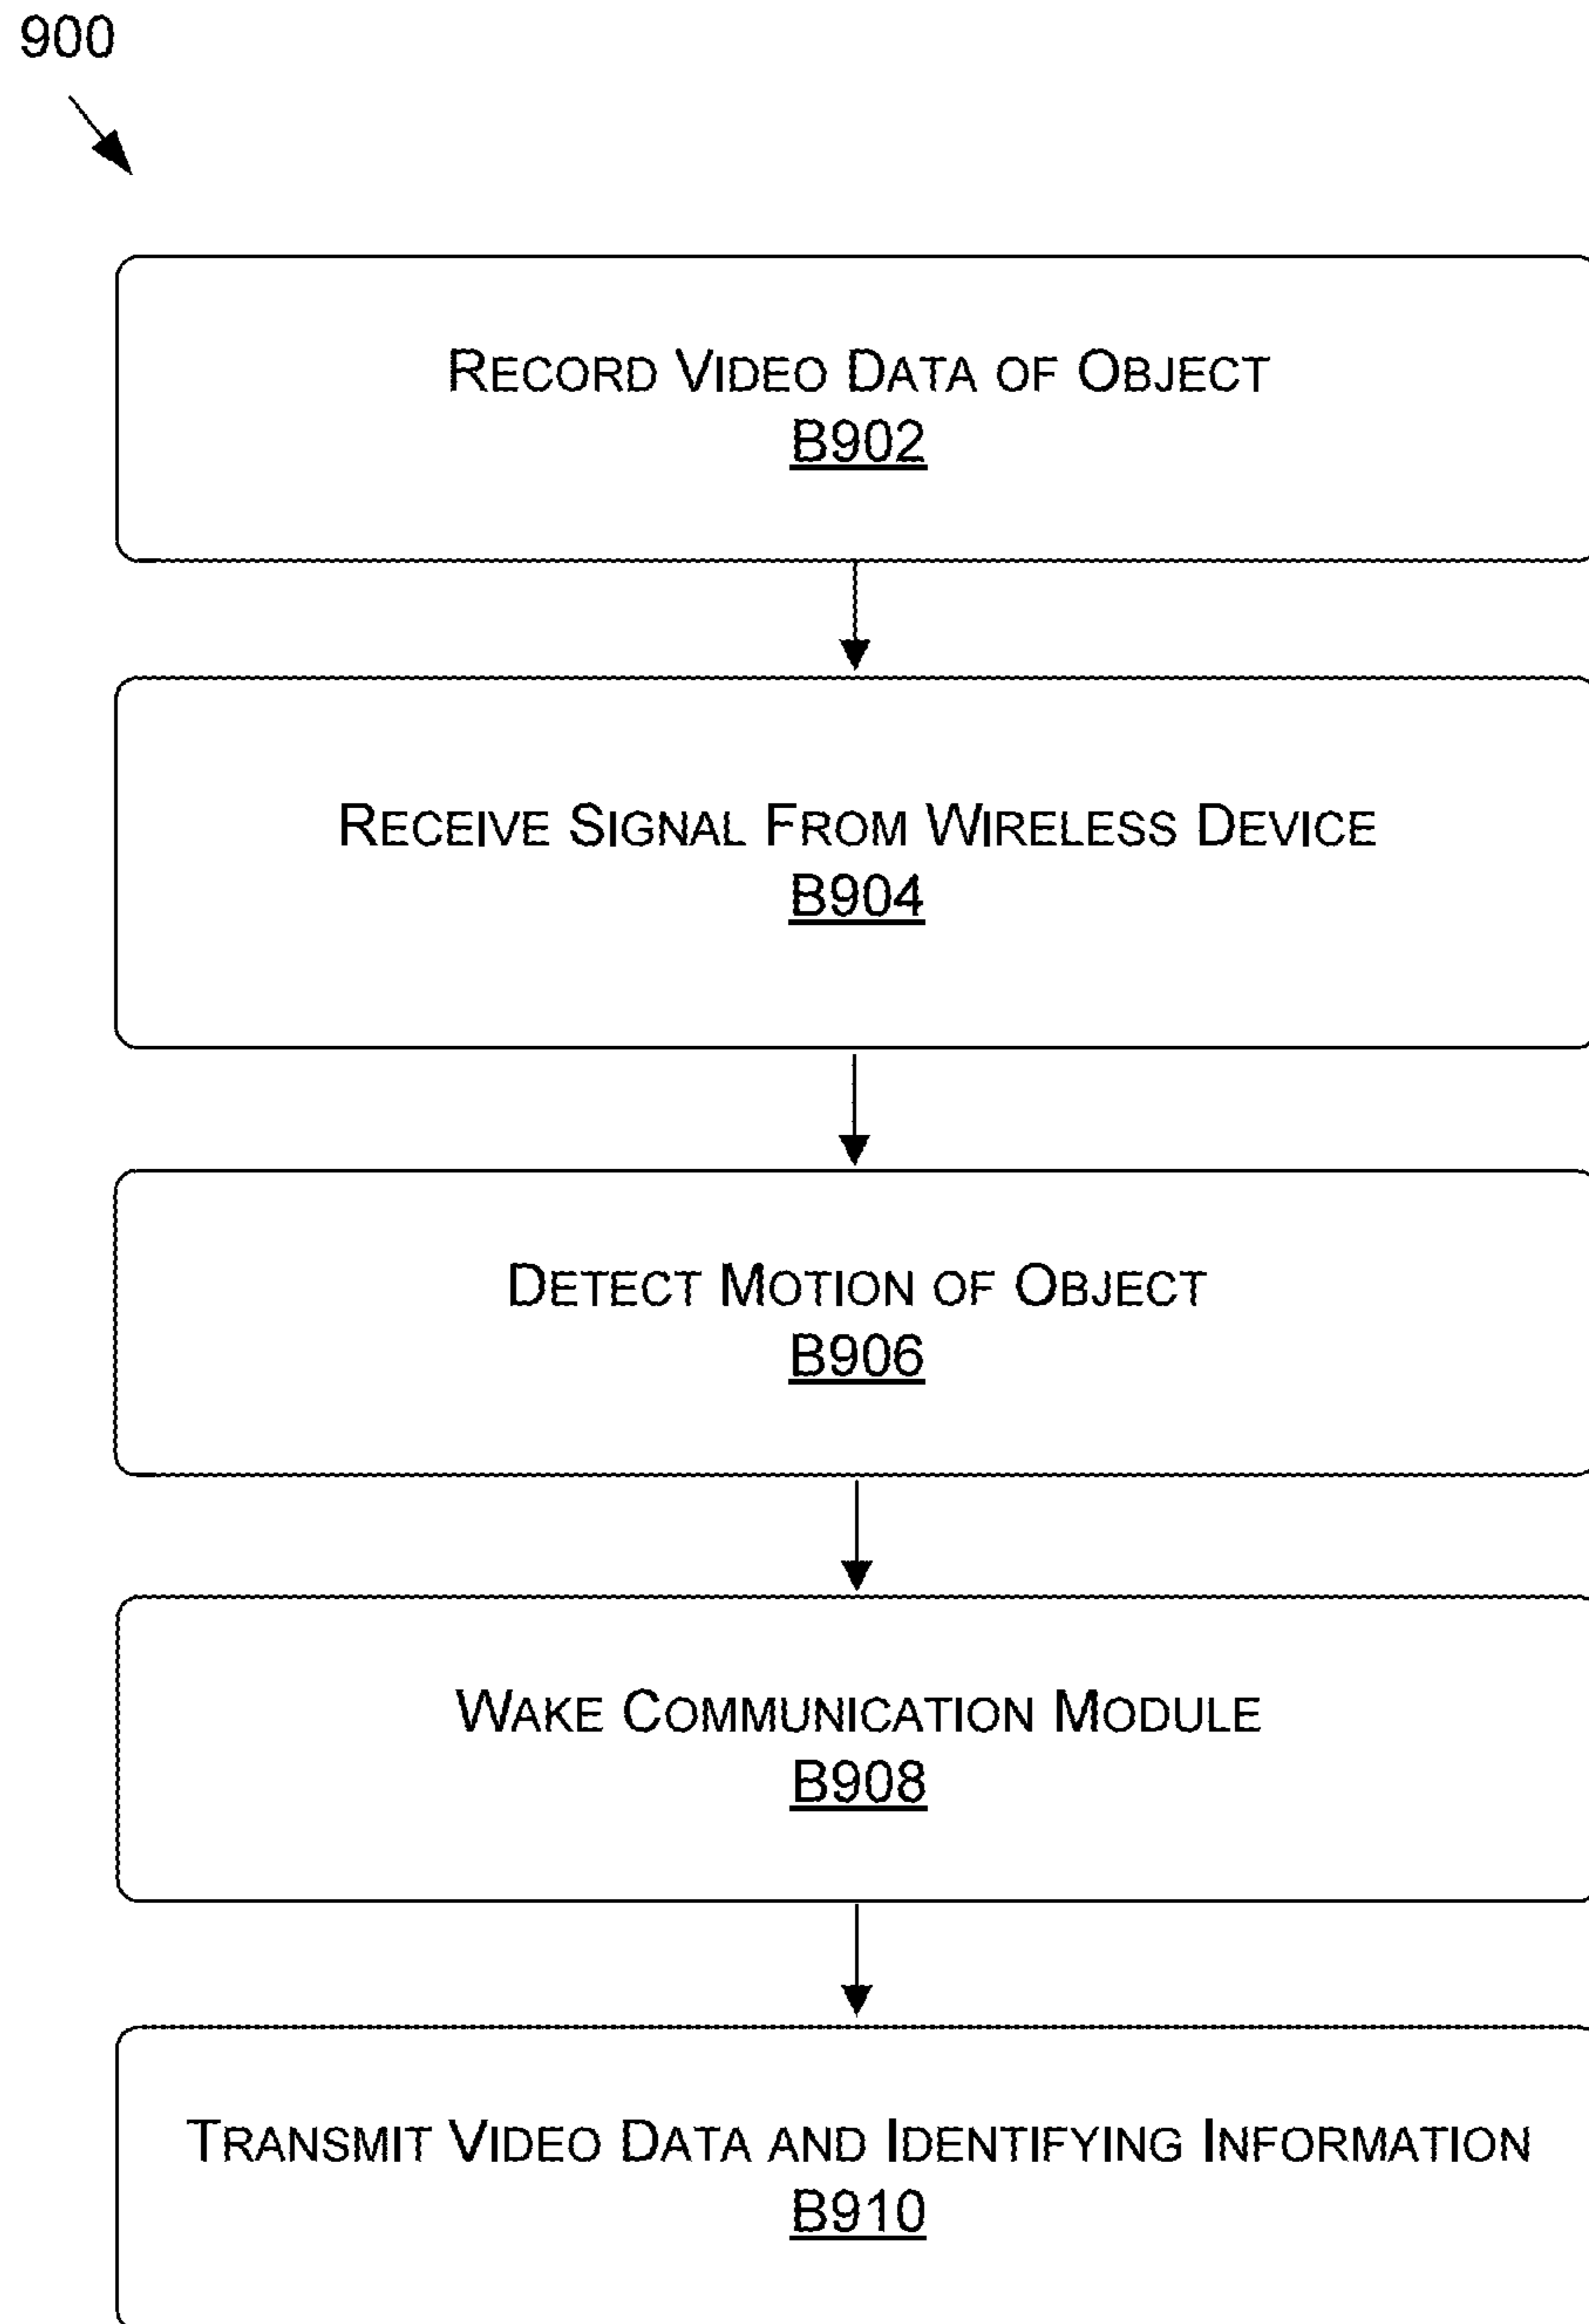 900
RECORD VIDEO DATA OF OBJECT
B902
RECEIVE SIGNAL FROM WIRELESS DEVICE
B904
DETECT MOTION OF OBJECT
B906
WAKE COMMUNICATION MODULE
B908
TRANSMIT VIDEO DATA AND IDENTIFYING INFORMATION
B910